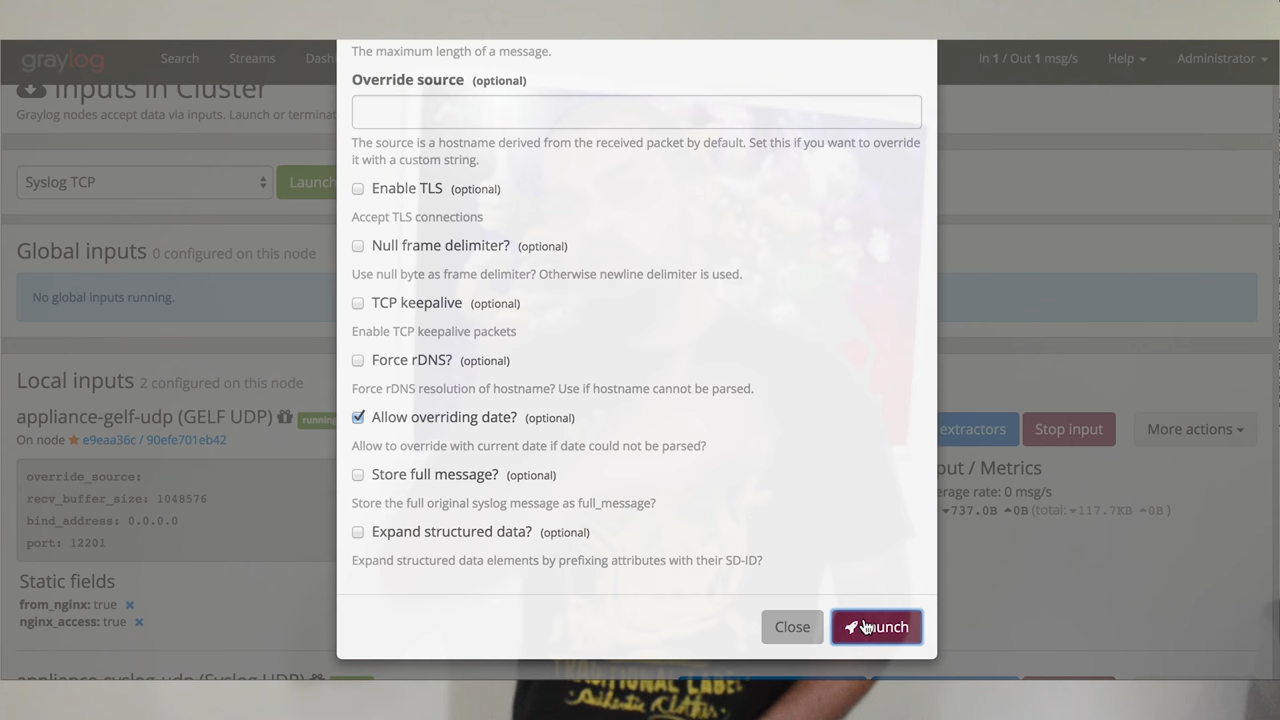 The maximum length of a message.
graylog Search Streams In 1 / Out 1 msg/s Help Administrator
Override source (optional)
Inputs in Cluster
Graylog nodes accept data via inputs. Launch or
The source is a hostname derived from the received packet by default. Set this if you want to override
it with a custom string.
Syslog TCP
Launch
Enable TLS (optional)
Accept TLS connections
Global inputs 0 configured on this node
Null frame delimiter? (optional)
Use null byte as frame delimiter? Otherwise newline delimiter is used.
No global inputs running.
TCP keepalive (optional)
Enable TCP keepalive packets
Force rDNS? (optional)
Local inputs 2 configured on this node
Force rDNS resolution of hostname? Use if hostname cannot be parsed.
appliance-gelf-udp (GELF UDP) running
Allow overriding date? (optional)
extractors Stop input More actions
On node e9eaa36c / 90efe701eb42
Allow to override with current date if date could not be parsed?
override_source:
Store full message? (optional)
put / Metrics
recv_buffer_size: 1048576
Store the full original syslog message as full_message?
erage rate: 0 msg/s
bind_address: 0.0.0.0
737.0B 0B (total: 117.7KB 0B )
port: 12201
Expand structured data? (optional)
Expand structured data elements by prefixing attributes with their SD-ID?
Static fields
from_nginx: true
nginx_access: true
Close
Launch
appliance-syslog-udp (Syslog UDP)
TRADITIONAL LABEL
Authentic Clothes